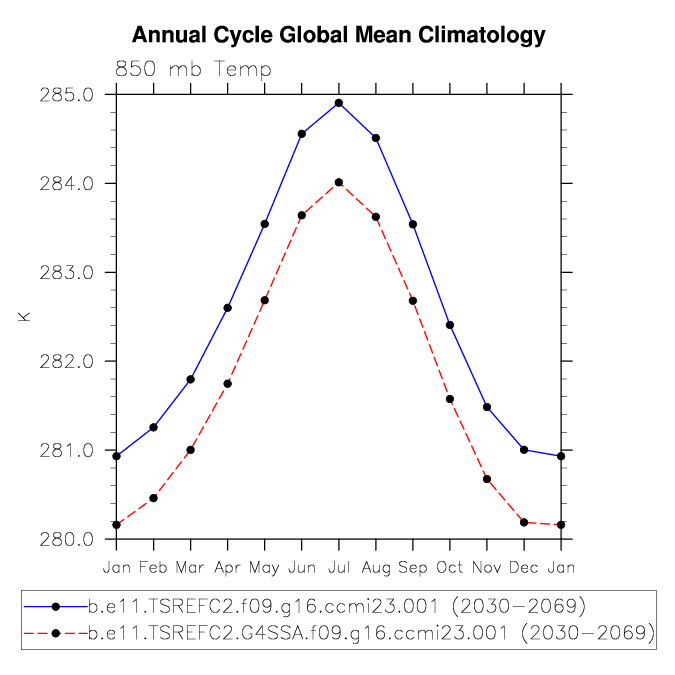 Annual Cycle Global Mean Climatology
850 mb Temp
285.0
284.0
283.0
282.0
281.0
280.0
K
Jan Feb Mar Apr May Jun Jul Aug Sep Oct Nov Dec Jan
b.e11.TSREFC2.f09.g16.ccmi23.001 (2030-2069)
b.e11.TSREFC2.G4SSA.f09.g16.ccmi23.001 (2030-2069)